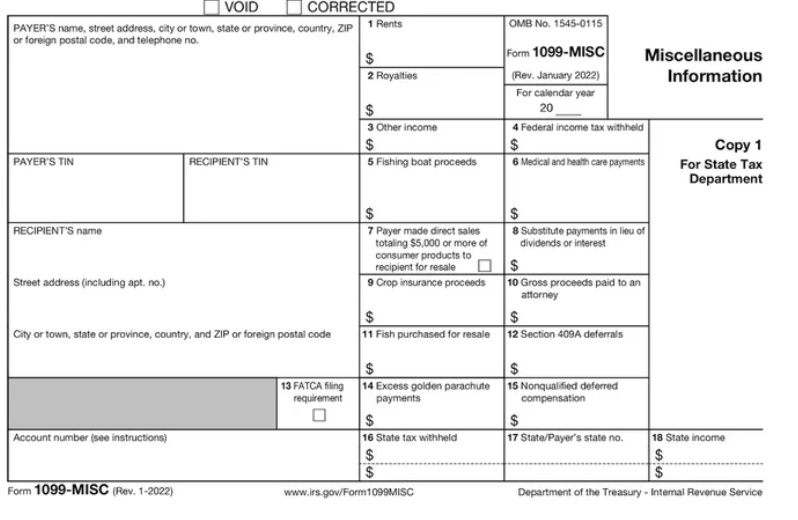 VOID CORRECTED
PAYER'S name, street address, city or town, state or province, country, ZIP
or foreign postal code, and telephone no.
1 Rents
$
2 Royalties
$
OMB No. 1545-0115
Form 1099-MISC
(Rev. January 2022)
For calendar year
20 ____
Miscellaneous
Information
3 Other income
$
4 Federal income tax withheld
$
Copy 1
For State Tax
Department
PAYER'S TIN
RECIPIENT'S TIN
5 Fishing boat proceeds
$
6 Medical and health care payments
$
RECIPIENT'S name
7 Payer made direct sales
totaling $5,000 or more of
consumer products to
recipient for resale
8 Substitute payments in lieu of
dividends or interest
$
Street address (including apt. no.)
9 Crop insurance proceeds
$
10 Gross proceeds paid to an
attorney
$
City or town, state or province, country, and ZIP or foreign postal code
11 Fish purchased for resale
$
12 Section 409A deferrals
$
13 FATCA filing
requirement
14 Excess golden parachute
payments
$
15 Nonqualified deferred
compensation
$
Account number (see instructions)
16 State tax withheld
$
$
17 State/Payer's state no.
18 State income
$
$
Form 1099-MISC (Rev. 1-2022)
www.irs.gov/Form1099MISC
Department of the Treasury - Internal Revenue Service